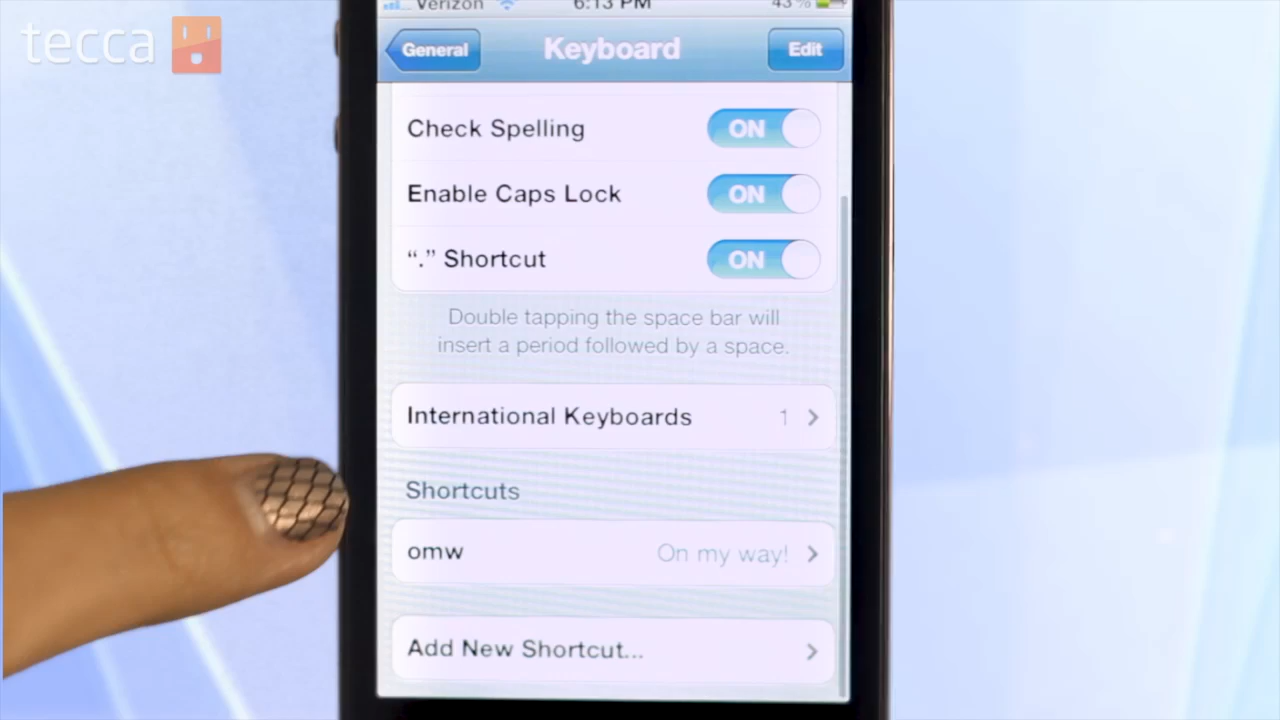 tecca
Verizon 6:13 PM 43%
General Keyboard Edit
Check Spelling ON
Enable Caps Lock ON
“.” Shortcut ON
Double tapping the space bar will
insert a period followed by a space.
International Keyboards 1
Shortcuts
omw On my way!
Add New Shortcut...